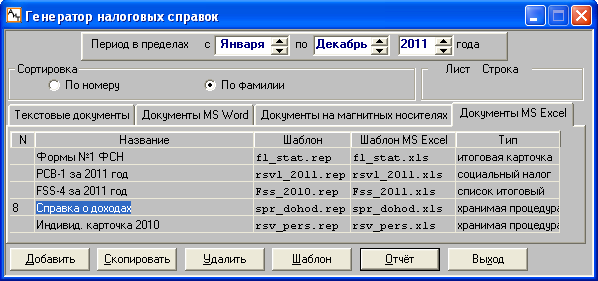 Генератор налоговых справок
Период в пределах с Января по Декабрь 2011 года
Сортировка Лист Строка
По номеру По фамилии
Текстовые документы Документы MS Word Документы на магнитных носителях Документы MS Excel
N Название Шаблон Шаблон MS Excel Тип
Формы №1 ФСН fl_stat.rep fl_stat.xls итоговая карточка
РСВ-1 за 2011 год rsvl_2011.rep rsvl_2011.xls социальный налог
FSS-4 за 2011 год Fss_2010.rep Fss_2011.xls список итоговый
8 Справка о доходах spr_dohod.rep spr_dohod.xls хранимая процедура
Индивид. карточка 2010 rsv_pers.rep rsv_pers.xls хранимая процедура
Добавить Скопировать Удалить Шаблон Отчёт Выход